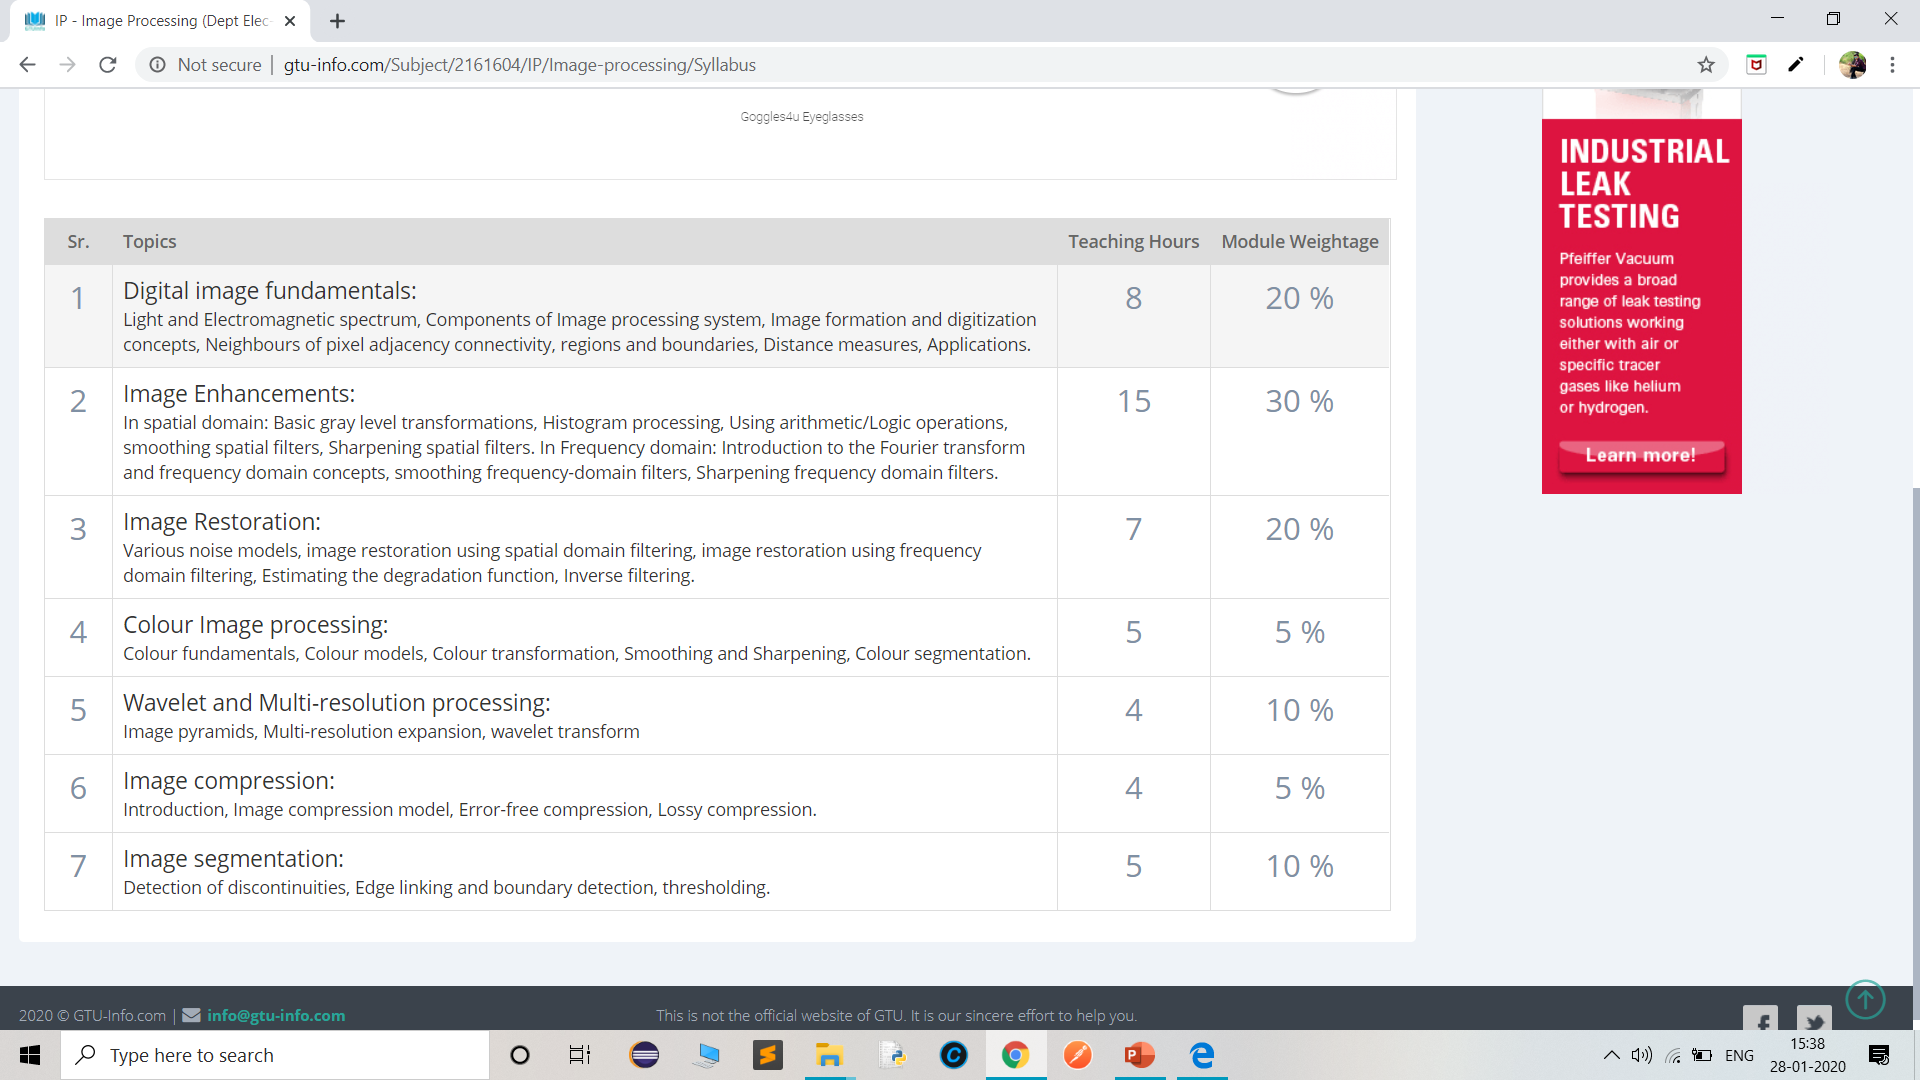 IP - Image Processing (Dept Elec-
Not secure | gtu-info.com/Subject/2161604/IP/Image-processing/Syllabus
Goggles4u Eyeglasses
INDUSTRIAL
LEAK
TESTING
Pfeiffer Vacuum
provides a broad
range of leak testing
solutions working
either with air or
specific tracer
gases like helium
or hydrogen.
Learn more!
Sr. Topics Teaching Hours Module Weightage
1 Digital image fundamentals: 8 20 %
Light and Electromagnetic spectrum, Components of Image processing system, Image formation and digitization
concepts, Neighbours of pixel adjacency connectivity, regions and boundaries, Distance measures, Applications.
2 Image Enhancements: 15 30 %
In spatial domain: Basic gray level transformations, Histogram processing, Using arithmetic/Logic operations,
smoothing spatial filters, Sharpening spatial filters. In Frequency domain: Introduction to the Fourier transform
and frequency domain concepts, smoothing frequency-domain filters, Sharpening frequency domain filters.
3 Image Restoration: 7 20 %
Various noise models, image restoration using spatial domain filtering, image restoration using frequency
domain filtering, Estimating the degradation function, Inverse filtering.
4 Colour Image processing: 5 5 %
Colour fundamentals, Colour models, Colour transformation, Smoothing and Sharpening, Colour segmentation.
5 Wavelet and Multi-resolution processing: 4 10 %
Image pyramids, Multi-resolution expansion, wavelet transform
6 Image compression: 4 5 %
Introduction, Image compression model, Error-free compression, Lossy compression.
7 Image segmentation: 5 10 %
Detection of discontinuities, Edge linking and boundary detection, thresholding.
2020 © GTU-Info.com | info@gtu-info.com This is not the official website of GTU. It is our sincere effort to help you.
Type here to search
ENG
15:38
28-01-2020